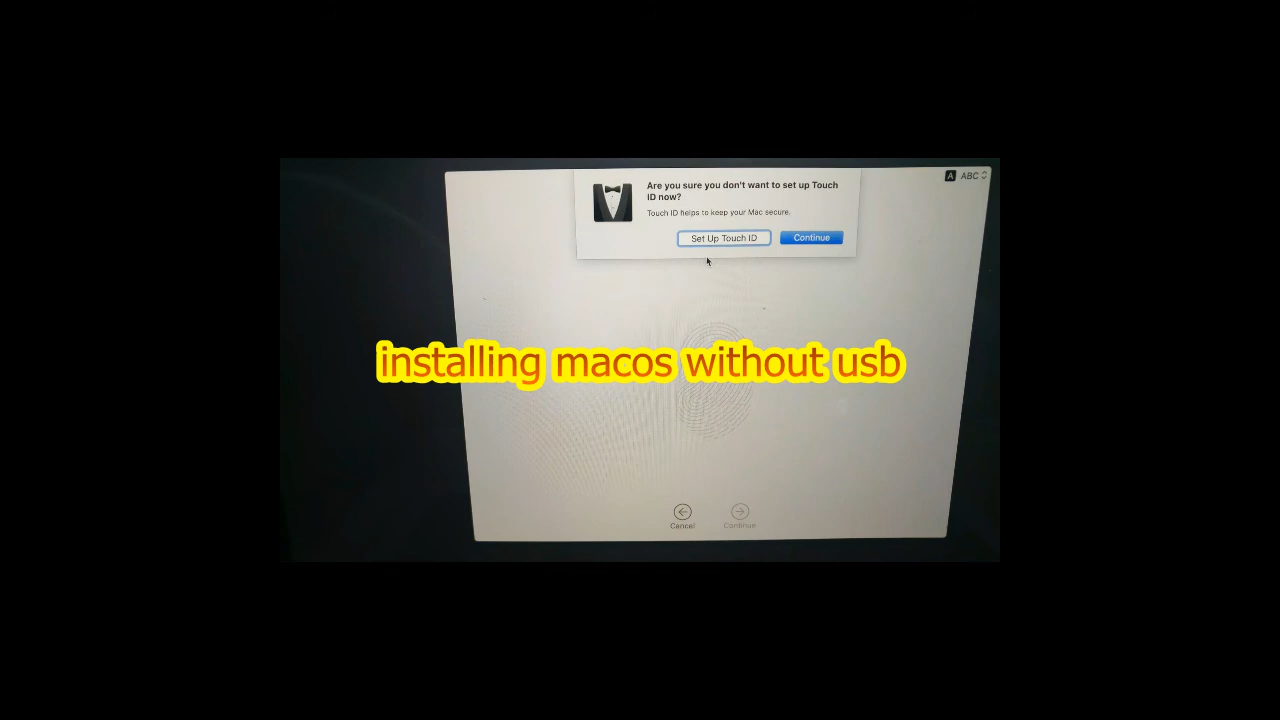 Are you sure you don't want to set up Touch
ID now?
Touch ID helps to keep your Mac secure.
Set Up Touch ID
Continue
A ABC
installing macos without usb
Cancel
Continue